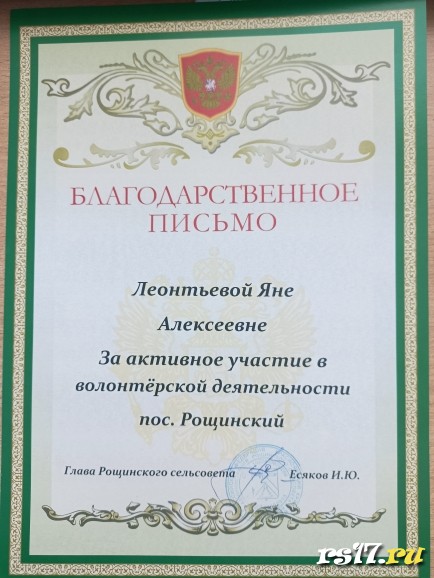 БЛАГОДАРСТВЕННОЕ
ПИСЬМО
Леонтьевой Яне
Алексеевне
За активное участие в
волонтёрской деятельности
пос. Рощинский
Глава Рощинского сельсовета Есяков И.Ю.
rs17.ru